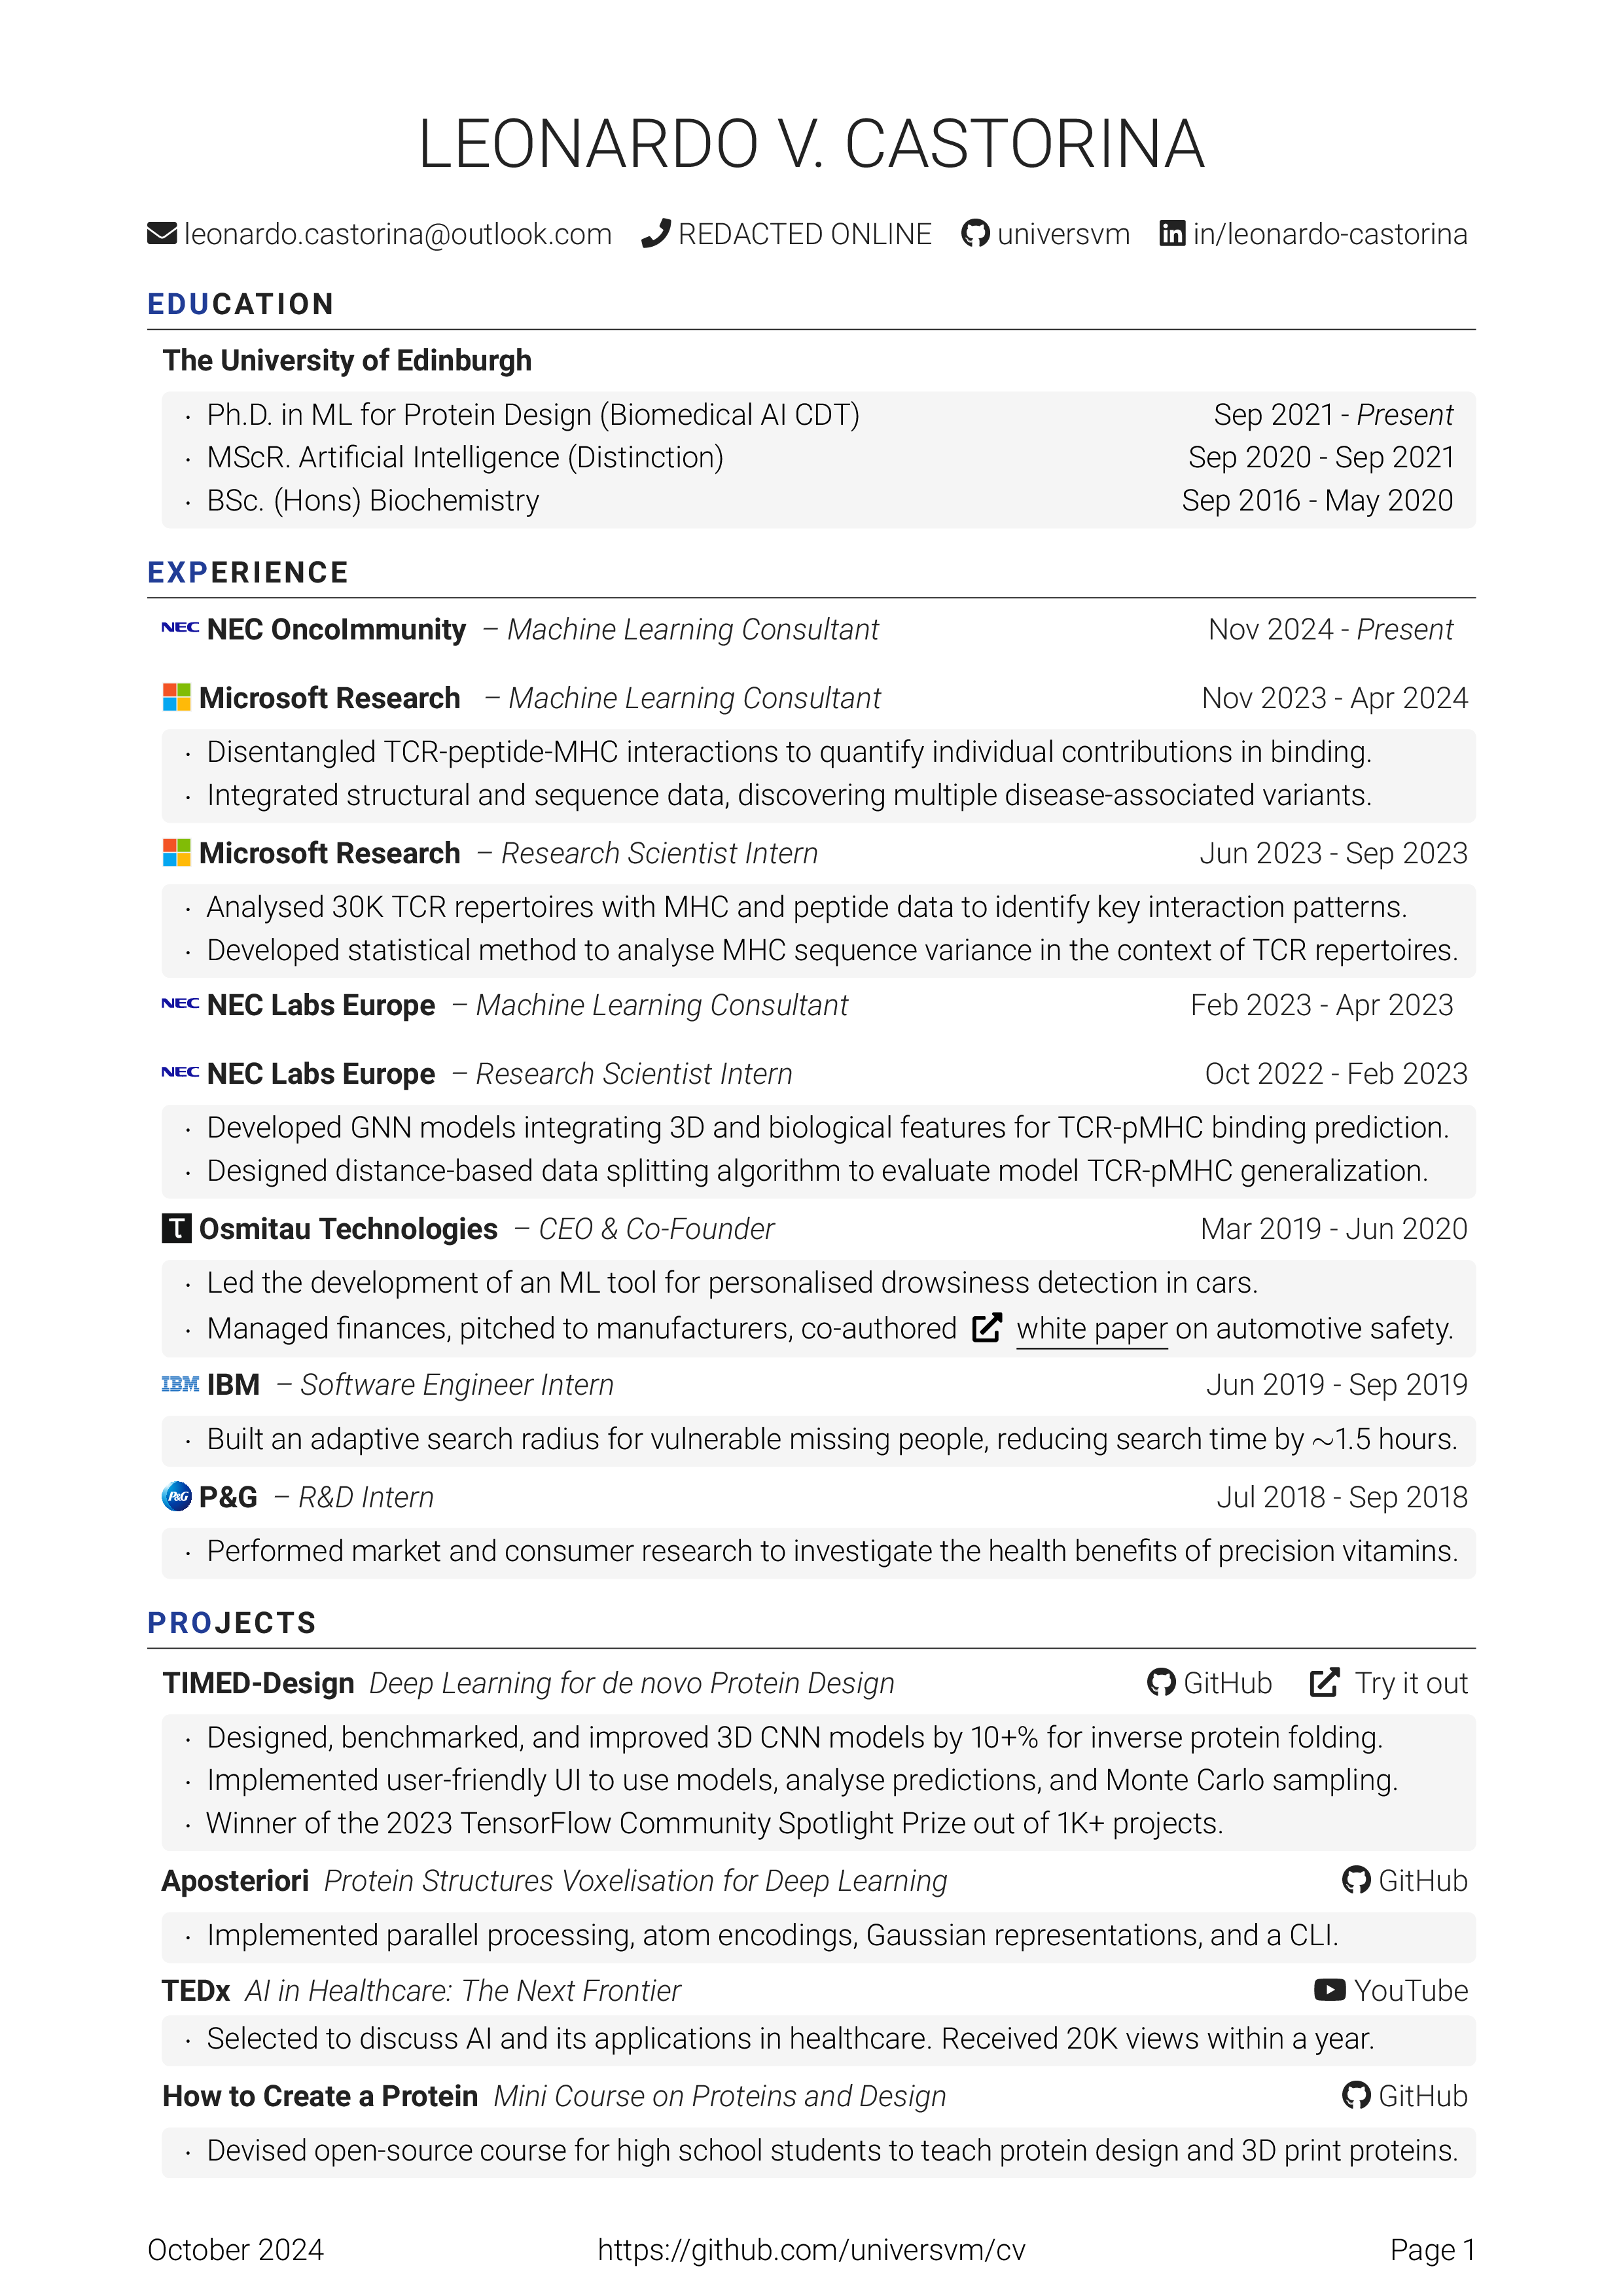 LEONARDO V. CASTORINA
leonardo.castorina@outlook.com REDACTED ONLINE universvm in/leonardo-castorina
EDUCATION
The University of Edinburgh
· Ph.D. in ML for Protein Design (Biomedical AI CDT) Sep 2021 - Present
· MScR. Artificial Intelligence (Distinction) Sep 2020 - Sep 2021
· BSc. (Hons) Biochemistry Sep 2016 - May 2020
EXPERIENCE
NEC NEC OncoImmunity – Machine Learning Consultant Nov 2024 - Present
Microsoft Research – Machine Learning Consultant Nov 2023 - Apr 2024
· Disentangled TCR-peptide-MHC interactions to quantify individual contributions in binding.
· Integrated structural and sequence data, discovering multiple disease-associated variants.
Microsoft Research – Research Scientist Intern Jun 2023 - Sep 2023
· Analysed 30K TCR repertoires with MHC and peptide data to identify key interaction patterns.
· Developed statistical method to analyse MHC sequence variance in the context of TCR repertoires.
NEC NEC Labs Europe – Machine Learning Consultant Feb 2023 - Apr 2023
NEC NEC Labs Europe – Research Scientist Intern Oct 2022 - Feb 2023
· Developed GNN models integrating 3D and biological features for TCR-pMHC binding prediction.
· Designed distance-based data splitting algorithm to evaluate model TCR-pMHC generalization.
Osmitau Technologies – CEO & Co-Founder Mar 2019 - Jun 2020
· Led the development of an ML tool for personalised drowsiness detection in cars.
· Managed finances, pitched to manufacturers, co-authored white paper on automotive safety.
IBM IBM – Software Engineer Intern Jun 2019 - Sep 2019
· Built an adaptive search radius for vulnerable missing people, reducing search time by ~1.5 hours.
P&G P&G – R&D Intern Jul 2018 - Sep 2018
· Performed market and consumer research to investigate the health benefits of precision vitamins.
PROJECTS
TIMED-Design Deep Learning for de novo Protein Design GitHub Try it out
· Designed, benchmarked, and improved 3D CNN models by 10+% for inverse protein folding.
· Implemented user-friendly UI to use models, analyse predictions, and Monte Carlo sampling.
· Winner of the 2023 TensorFlow Community Spotlight Prize out of 1K+ projects.
Aposteriori Protein Structures Voxelisation for Deep Learning GitHub
· Implemented parallel processing, atom encodings, Gaussian representations, and a CLI.
TEDx AI in Healthcare: The Next Frontier YouTube
· Selected to discuss AI and its applications in healthcare. Received 20K views within a year.
How to Create a Protein Mini Course on Proteins and Design GitHub
· Devised open-source course for high school students to teach protein design and 3D print proteins.
October 2024 https://github.com/universvm/cv Page 1